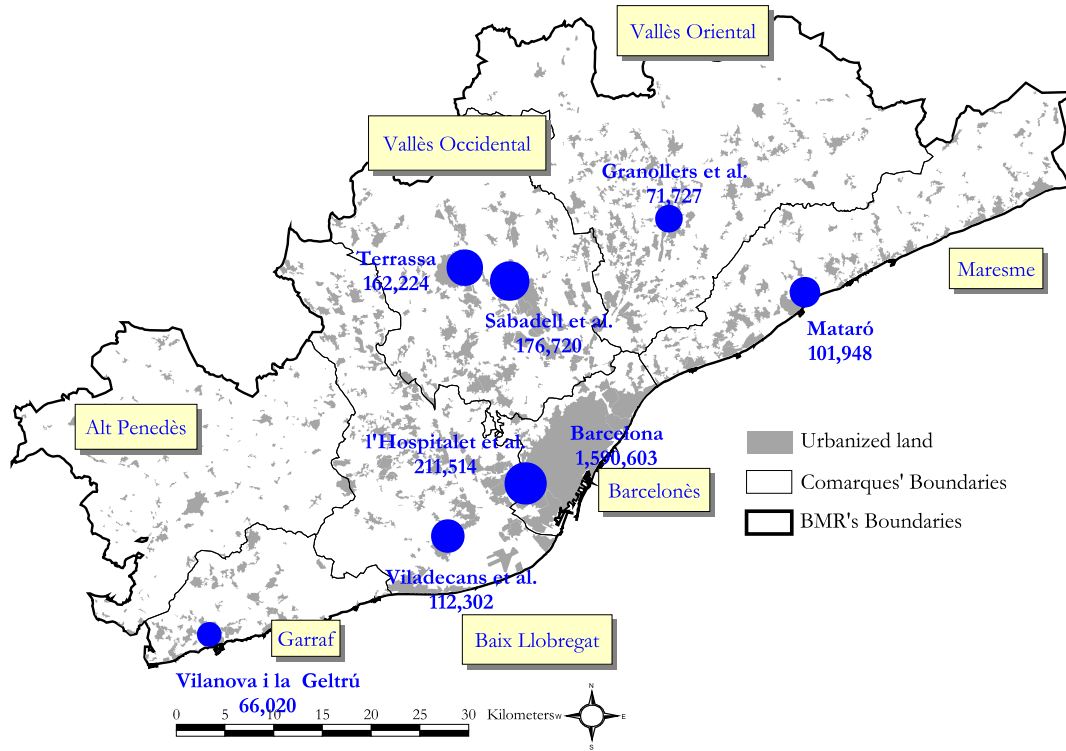 Vallès Oriental
Vallès Occidental
Granollers et al.
71,727
Terrassa
162,224
Maresme
Sabadell et al.
176,720
Mataró
101,948
Alt Penedès
l'Hospitalet et al.
211,514
Barcelona
1,590,603
Urbanized land
Comarques' Boundaries
BMR's Boundaries
Barcelonès
Viladecans et al.
112,302
Garraf
Baix Llobregat
Vilanova i la Geltrú
66,020
0 5 10 15 20 25 30
Kilometers
N
W E
S